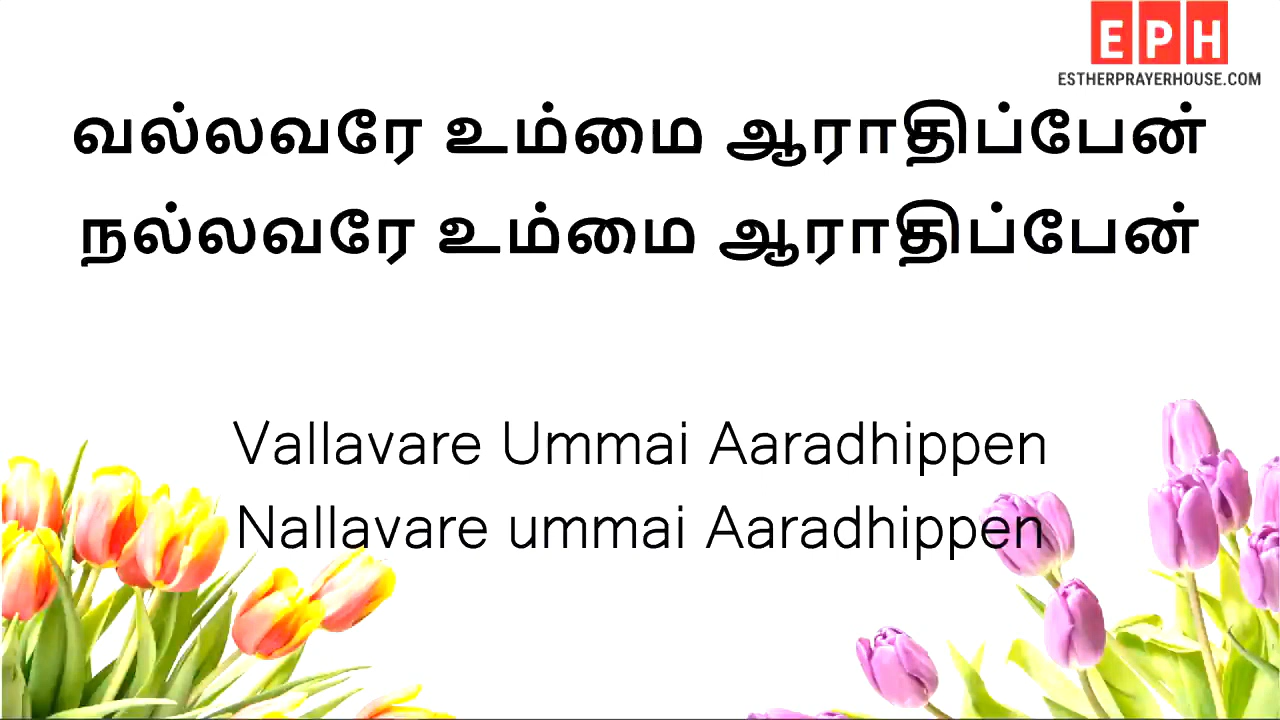 EPH
ESTHERPRAYERHOUSE.COM
வல்லவரே உம்மை ஆராதிப்பேன்
நல்லவரே உம்மை ஆராதிப்பேன்
Vallavare Ummai Aaradhippen
Nallavare ummai Aaradhippen